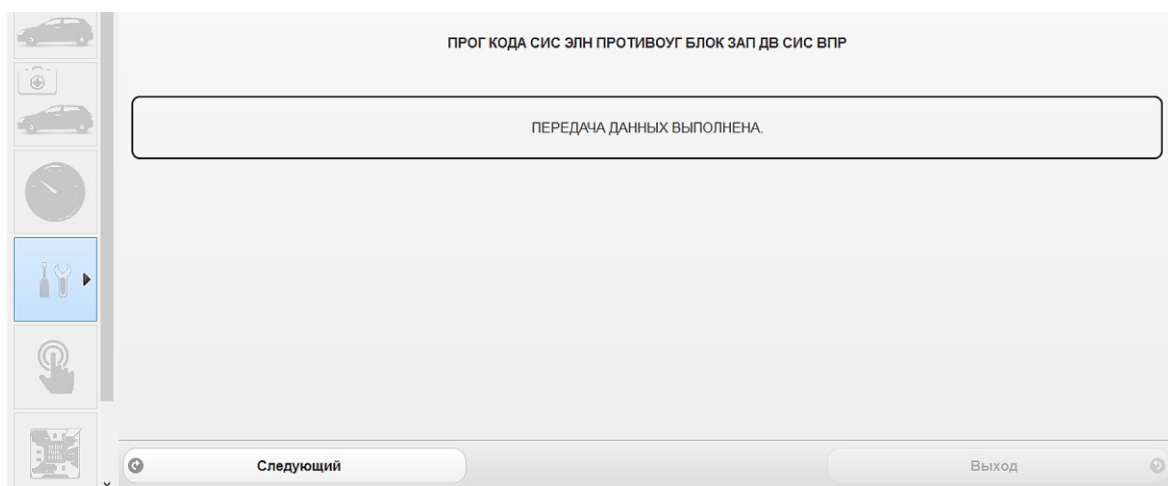 ПРОГ КОДА СИС ЭЛН ПРОТИВОУГ БЛОК ЗАП ДВ СИС ВПР
ПЕРЕДАЧА ДАННЫХ ВЫПОЛНЕНА.
Следующий
Выход